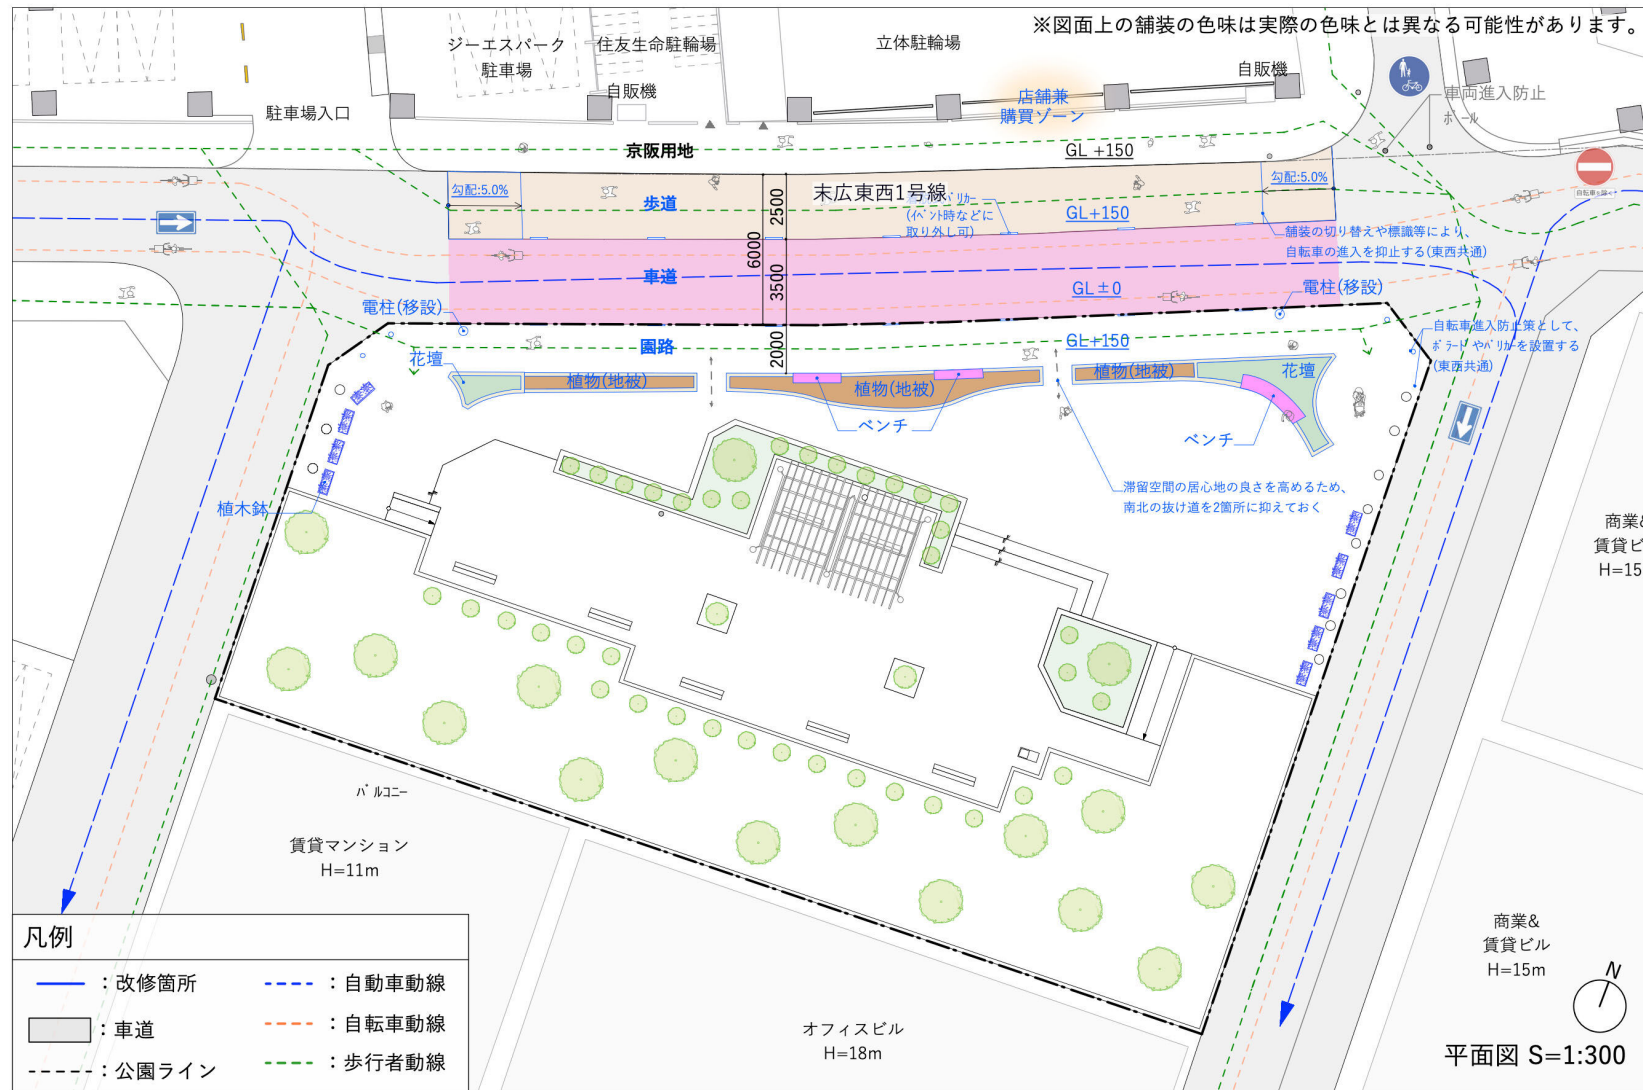 ※図面上の舗装の色味は実際の色味とは異なる可能性があります。
ジーエスパーク
駐車場
住友生命駐輪場
立体駐輪場
自販機
自販機
駐車場入口
店舗兼
購買ゾーン
車両進入防止
ポール
京阪用地
GL +150
自転車を除く
勾配:5.0%
勾配:5.0%
末広東西1号線
歩道
2500
(イベント時などに
取り外し可)
GL+150
舗装の切り替えや標識等により、
自転車の進入を抑止する(東西共通)
6000
車道
3500
GL±0
電柱(移設)
電柱(移設)
園路
2000
GL+150
自転車進入防止策として、
ボラードやバリカーを設置する
(東西共通)
花壇
植物(地被)
植物(地被)
植物(地被)
花壇
ベンチ
ベンチ
滞留空間の居心地の良さを高めるため、
南北の抜け道を2箇所に抑えておく
植木鉢
商業&
賃貸ビ
H=15
バルコニー
賃貸マンション
H=11m
オフィスビル
H=18m
商業&
賃貸ビル
H=15m
N
平面図 S=1:300
凡例
：改修箇所
：自動車動線
：車道
：自転車動線
：公園ライン
：歩行者動線